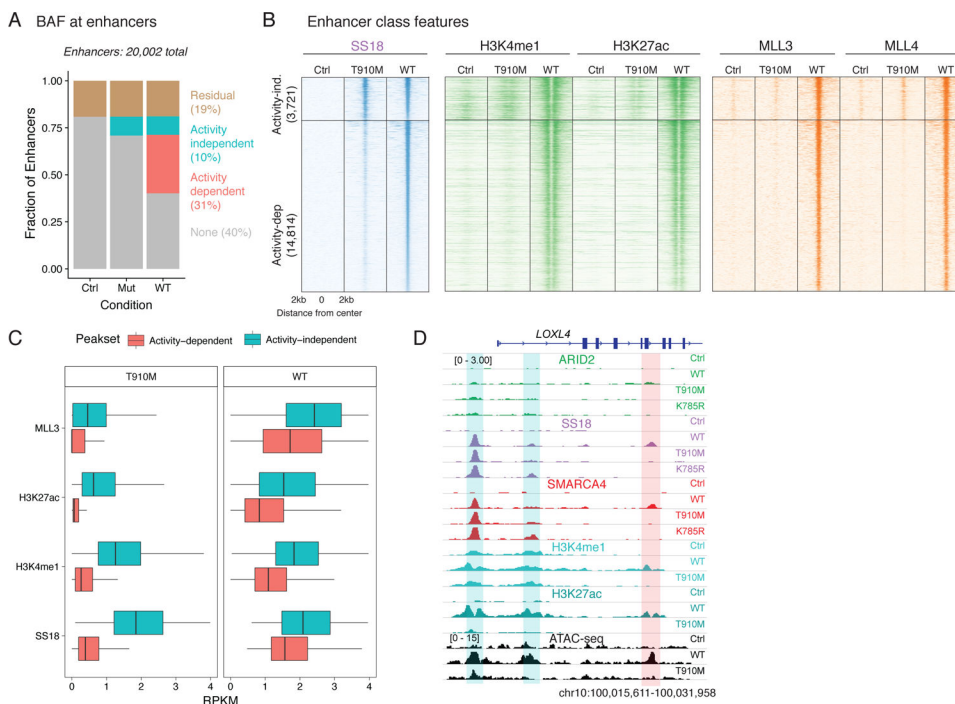 A BAF at enhancers
Enhancers: 20,002 total
1.00
0.75
0.50
0.25
0.00
Fraction of Enhancers
Ctrl Mut WT
Condition
Residual
(19%)
Activity
independent
(10%)
Activity
dependent
(31%)
None (40%)
B Enhancer class features
SS18 H3K4me1 H3K27ac MLL3 MLL4
Ctrl T910M WT Ctrl T910M WT Ctrl T910M WT Ctrl T910M WT Ctrl T910M WT
Activity-ind.
(3,721)
Activity-dep
(14,814)
2kb 0 2kb
Distance from center
C Peakset Activity-dependent Activity-independent
T910M WT
MLL3
H3K27ac
H3K4me1
SS18
0 1 2 3 4 0 1 2 3 4
RPKM
D LOXL4
[0 - 3.00] ARID2 Ctrl
WT
T910M
K785R
SS18 Ctrl
WT
T910M
K785R
SMARCA4 Ctrl
WT
T910M
K785R
H3K4me1 Ctrl
WT
T910M
H3K27ac Ctrl
WT
T910M
[0 - 15] ATAC-seq Ctrl
WT
T910M
chr10:100,015,611-100,031,958